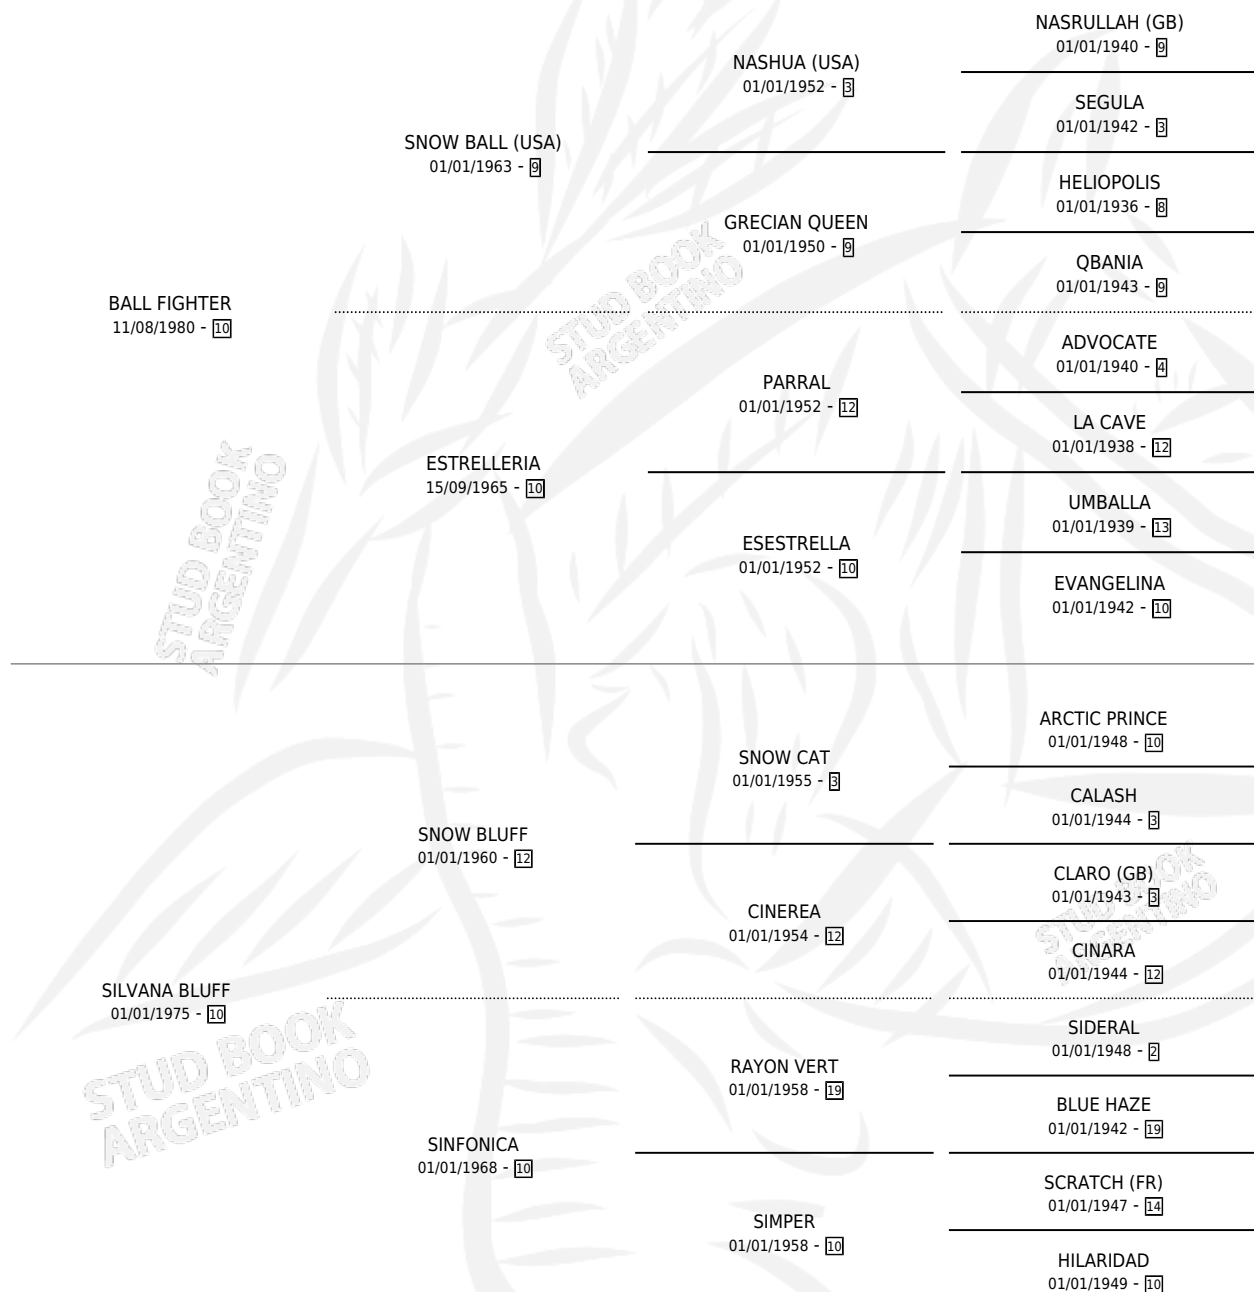 NASRULLAH (GB)
01/01/1940 - 9
NASHUA (USA)
01/01/1952 - 3
SEGULA
01/01/1942 - 3
SNOW BALL (USA)
01/01/1963 - 9
HELIOPOLIS
01/01/1936 - 8
GRECIAN QUEEN
01/01/1950 - 9
QBANIA
01/01/1943 - 9
STUD BOOK
ARGENTINO
BALL FIGHTER
11/08/1980 - 10
ADVOCATE
01/01/1940 - 4
PARRAL
01/01/1952 - 12
LA CAVE
01/01/1938 - 12
ESTRELLERIA
15/09/1965 - 10
UMBALLA
01/01/1939 - 13
ESESTRELLA
01/01/1952 - 10
EVANGELINA
01/01/1942 - 10
STUD BOOK
ARGENTINO
ARCTIC PRINCE
01/01/1948 - 10
SNOW CAT
01/01/1955 - 3
CALASH
01/01/1944 - 3
SNOW BLUFF
01/01/1960 - 12
CLARO (GB)
01/01/1943 - 3
CINEREA
01/01/1954 - 12
CINARA
01/01/1944 - 12
STUD BOOK
ARGENTINO
SILVANA BLUFF
01/01/1975 - 10
SIDERAL
01/01/1948 - 2
RAYON VERT
01/01/1958 - 19
BLUE HAZE
01/01/1942 - 19
STUD BOOK
ARGENTINO
SINFONICA
01/01/1968 - 10
SCRATCH (FR)
01/01/1947 - 14
SIMPER
01/01/1958 - 10
HILARIDAD
01/01/1949 - 10